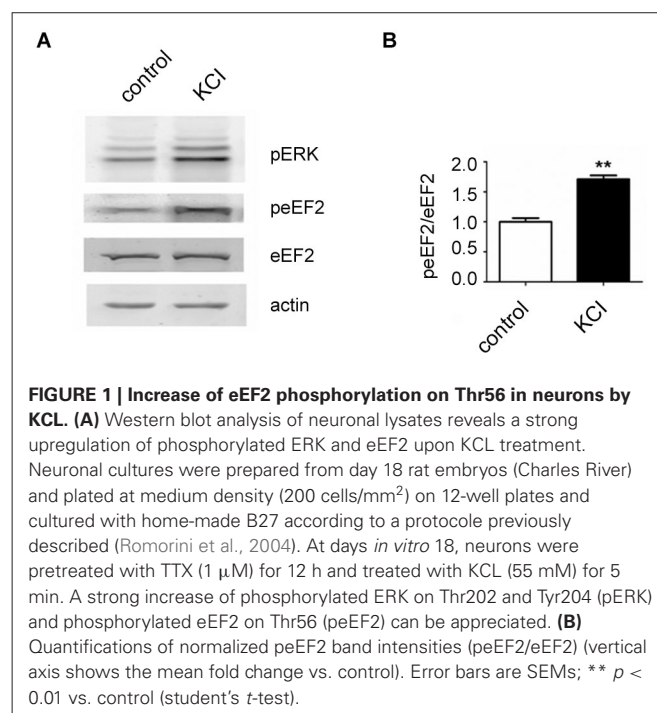 A
B
control
KCl
pERK
peEF2
eEF2
actin
peEF2/eEF2
2.0
1.5
1.0
0.5
0.0
**
control
KCl
FIGURE 1 | Increase of eEF2 phosphorylation on Thr56 in neurons by
KCL. (A) Western blot analysis of neuronal lysates reveals a strong
upregulation of phosphorylated ERK and eEF2 upon KCL treatment.
Neuronal cultures were prepared from day 18 rat embryos (Charles River)
and plated at medium density (200 cells/mm²) on 12-well plates and
cultured with home-made B27 according to a protocole previously
described (Romorini et al., 2004). At days in vitro 18, neurons were
pretreated with TTX (1 μM) for 12 h and treated with KCL (55 mM) for 5
min. A strong increase of phosphorylated ERK on Thr202 and Tyr204 (pERK)
and phosphorylated eEF2 on Thr56 (peEF2) can be appreciated. (B)
Quantifications of normalized peEF2 band intensities (peEF2/eEF2) (vertical
axis shows the mean fold change vs. control). Error bars are SEMs; ** p <
0.01 vs. control (student's t-test).